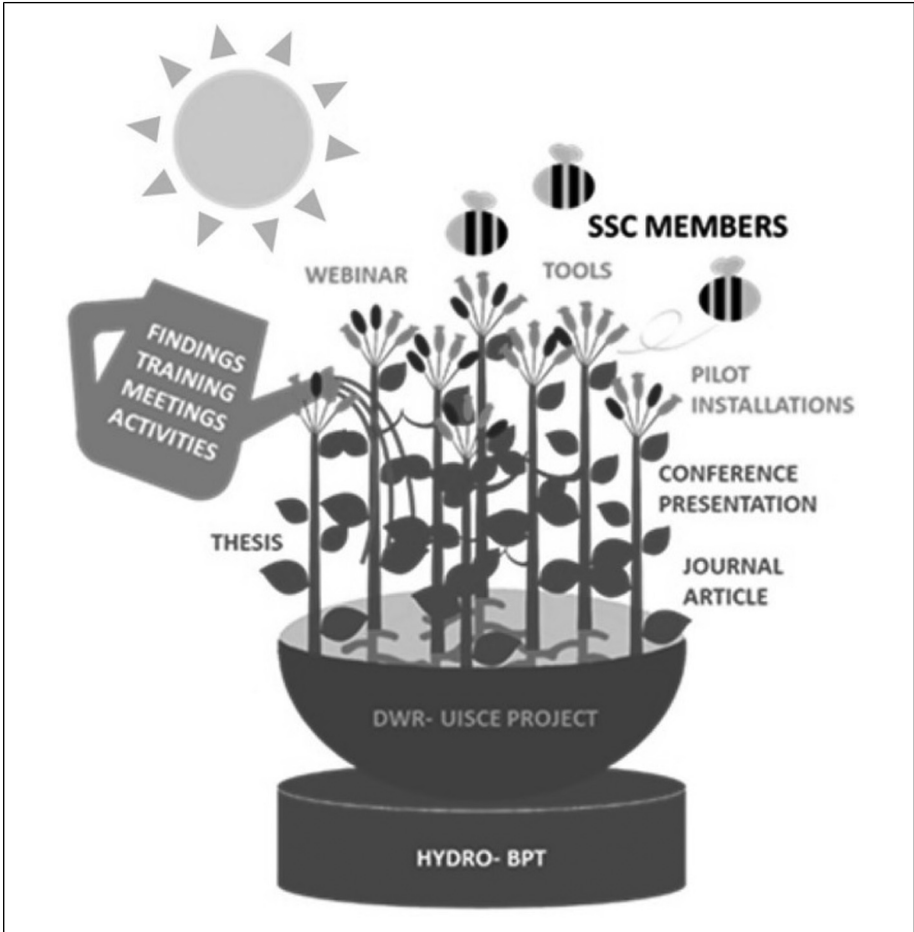 SSC MEMBERS
WEBINAR
TOOLS
FINDINGS
TRAINING
MEETINGS
ACTIVITIES
PILOT
INSTALLATIONS
CONFERENCE
PRESENTATION
THESIS
JOURNAL
ARTICLE
DWR- UISCE PROJECT
HYDRO- BPT